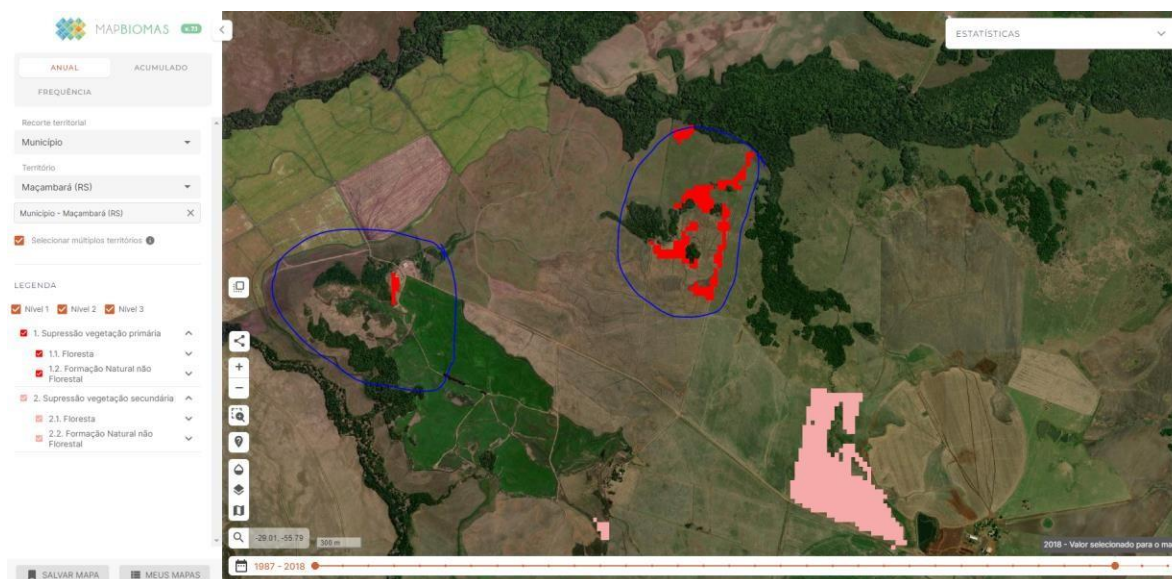 MAPBIOMAS v.7.1
ANUAL ACUMULADO
FREQUÊNCIA
Recorte territorial
Município
Território
Maçambará (RS)
Município - Maçambará (RS)
Selecionar múltiplos territórios
LEGENDA
Nível 1 Nível 2 Nível 3
1. Supressão vegetação primária
1.1. Floresta
1.2. Formação Natural não
Florestal
2. Supressão vegetação secundária
2.1. Floresta
2.2. Formação Natural não
Florestal
SALVAR MAPA MEUS MAPAS
ESTATÍSTICAS
-29.01, -55.79
500 m
2018 - Valor selecionado para o ma
1987 - 2018